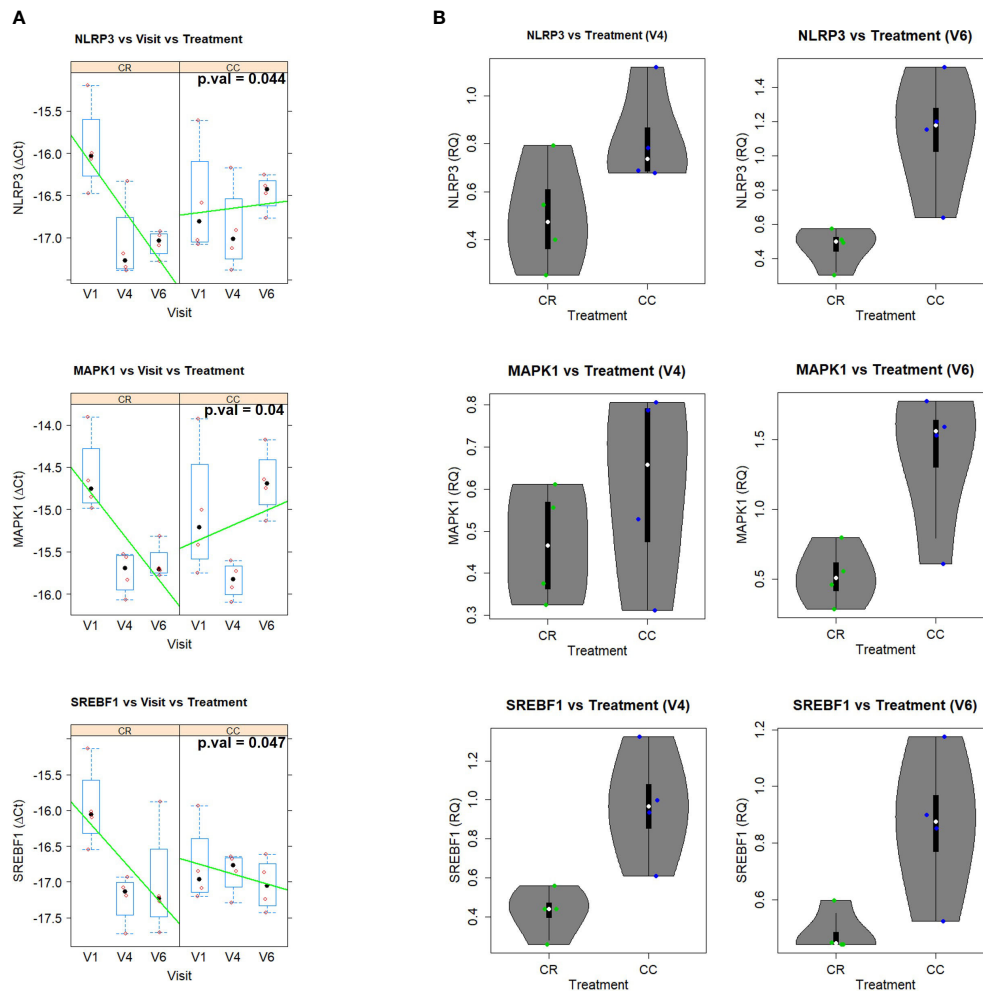 A
NLRP3 vs Visit vs Treatment
CR
CC
p.val = 0.044
NLRP3 (ΔCt)
-15.5
-16.0
-16.5
-17.0
V1 V4 V6 V1 V4 V6
Visit
MAPK1 vs Visit vs Treatment
CR
CC
p.val = 0.04
MAPK1 (ΔCt)
-14.0
-14.5
-15.0
-15.5
-16.0
V1 V4 V6 V1 V4 V6
Visit
SREBF1 vs Visit vs Treatment
CR
CC
p.val = 0.047
SREBF1 (ΔCt)
-15.5
-16.0
-16.5
-17.0
-17.5
V1 V4 V6 V1 V4 V6
Visit
B
NLRP3 vs Treatment (V4)
NLRP3 (RQ)
1.0
0.8
0.6
0.4
CR CC
Treatment
NLRP3 vs Treatment (V6)
NLRP3 (RQ)
1.4
1.2
1.0
0.8
0.6
0.4
CR CC
Treatment
MAPK1 vs Treatment (V4)
MAPK1 (RQ)
0.8
0.7
0.6
0.5
0.4
0.3
CR CC
Treatment
MAPK1 vs Treatment (V6)
MAPK1 (RQ)
1.5
1.0
0.5
CR CC
Treatment
SREBF1 vs Treatment (V4)
SREBF1 (RQ)
1.2
1.0
0.8
0.6
0.4
CR CC
Treatment
SREBF1 vs Treatment (V6)
SREBF1 (RQ)
1.2
1.0
0.8
0.6
CR CC
Treatment